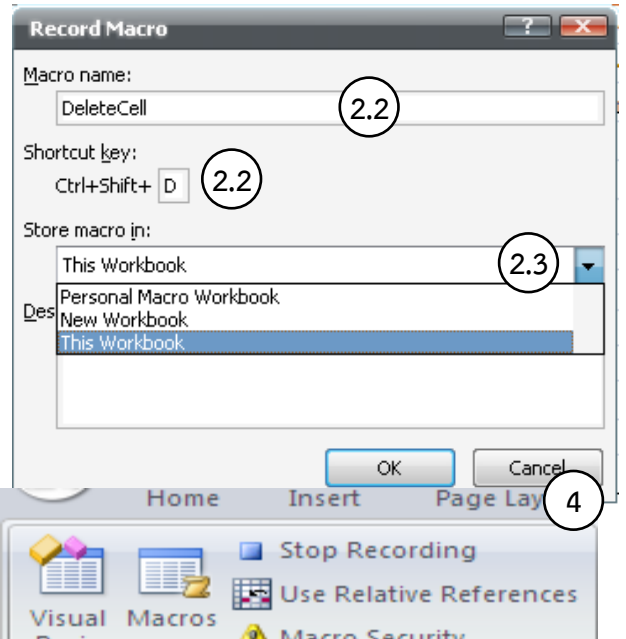 Record Macro
Macro name:
DeleteCell
2.2
Shortcut key:
Ctrl+Shift+ D
2.2
Store macro in:
This Workbook
2.3
Personal Macro Workbook
Des
New Workbook
This Workbook
OK
Cancel
Home
Insert
Page Lay
4
Stop Recording
Use Relative References
Visual
Macros
Macro Security